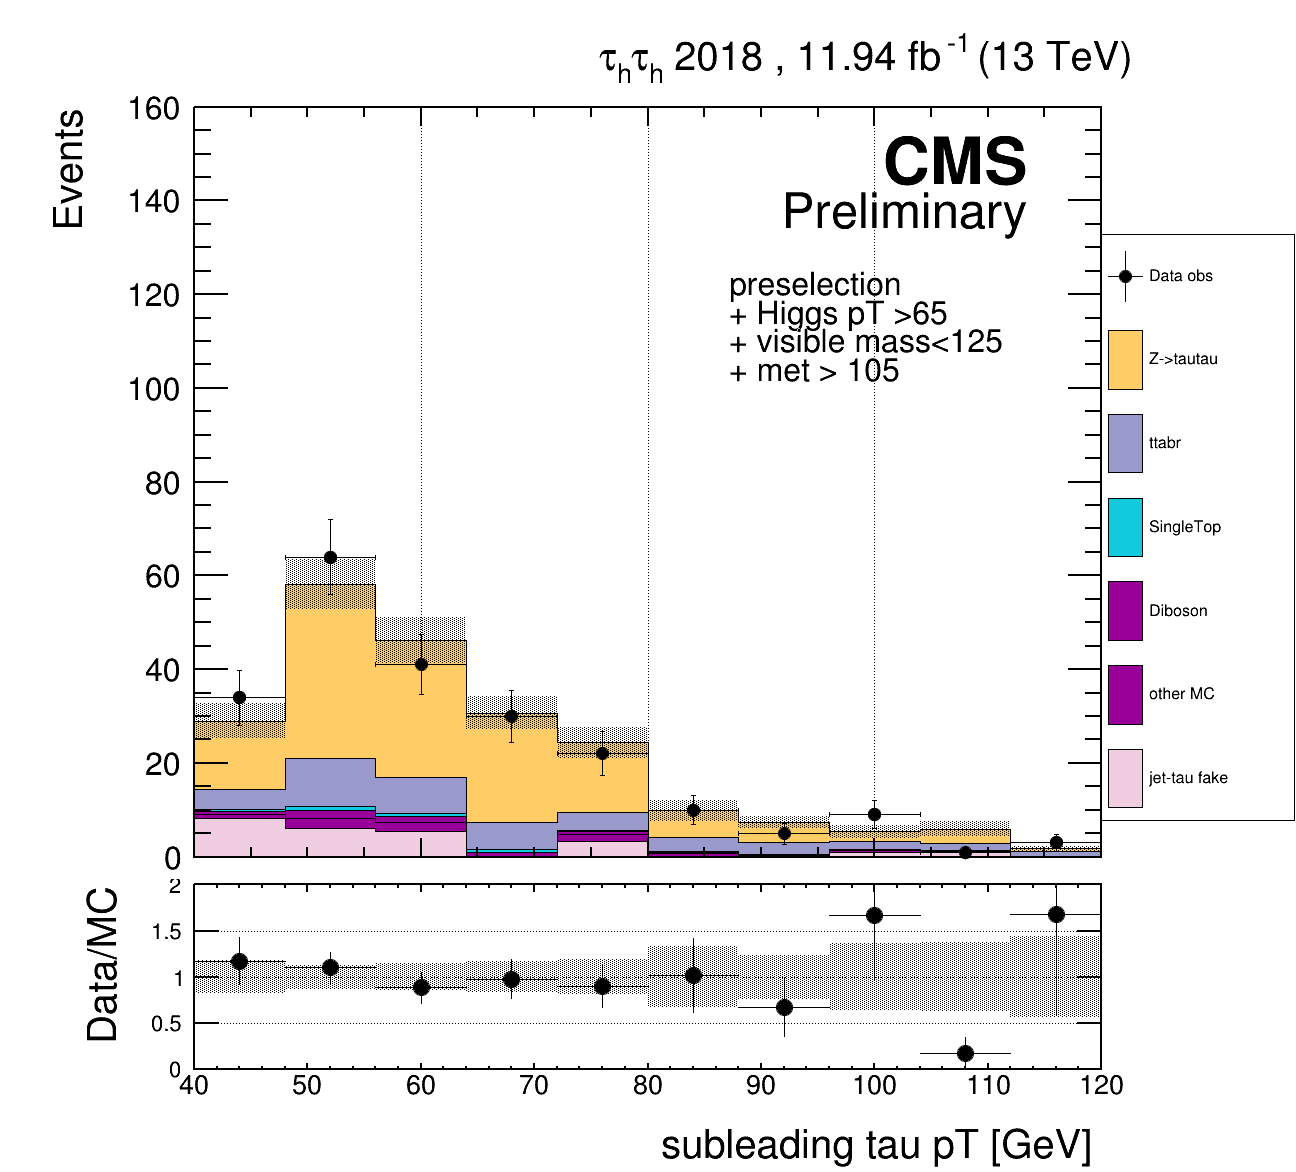 τhτh 2018 , 11.94 fb-1 (13 TeV)
Events
160
140
120
100
80
60
40
20
0
CMS
Preliminary
preselection
+ Higgs pT >65
+ visible mass<125
+ met > 105
Data obs
Z->tautau
ttabr
SingleTop
Diboson
other MC
jet-tau fake
Data/MC
2
1.5
1
0.5
0
40 50 60 70 80 90 100 110 120
subleading tau pT [GeV]